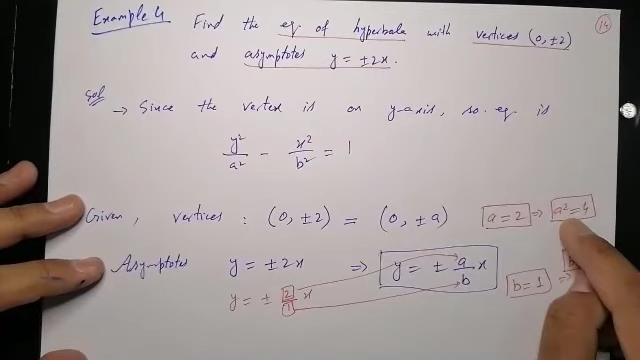 Example 4 Find the eq. of hyperbola with vertices (0, ±2) 14
and asymptotes y = ±2x.
Sol
→ Since the vertex is on y-axis, so eq. is
y²/a² - x²/b² = 1
Given, vertices : (0, ±2) = (0, ±a) a = 2 ⇒ a² = 4
Asymptotes y = ±2x ⇒ y = ± a/b x
y = ± 2/1 x b = 1 ⇒ b